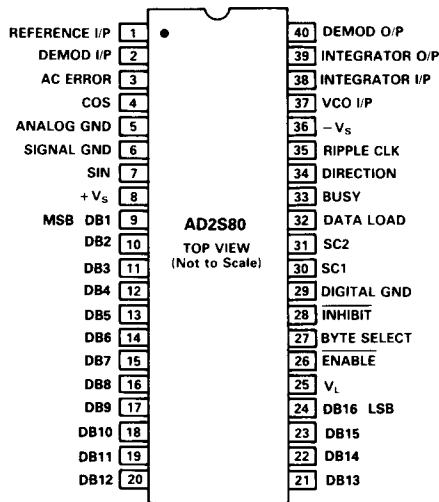 REFERENCE I/P 1
DEMOD I/P 2
AC ERROR 3
COS 4
ANALOG GND 5
SIGNAL GND 6
SIN 7
+VS 8
MSB DB1 9
DB2 10
DB3 11
DB4 12
DB5 13
DB6 14
DB7 15
DB8 16
DB9 17
DB10 18
DB11 19
DB12 20
AD2S80
TOP VIEW
(Not to Scale)
40 DEMOD O/P
39 INTEGRATOR O/P
38 INTEGRATOR I/P
37 VCO I/P
36 −VS
35 RIPPLE CLK
34 DIRECTION
33 BUSY
32 DATA LOAD
31 SC2
30 SC1
29 DIGITAL GND
28 INHIBIT
27 BYTE SELECT
26 ENABLE
25 VL
24 DB16 LSB
23 DB15
22 DB14
21 DB13